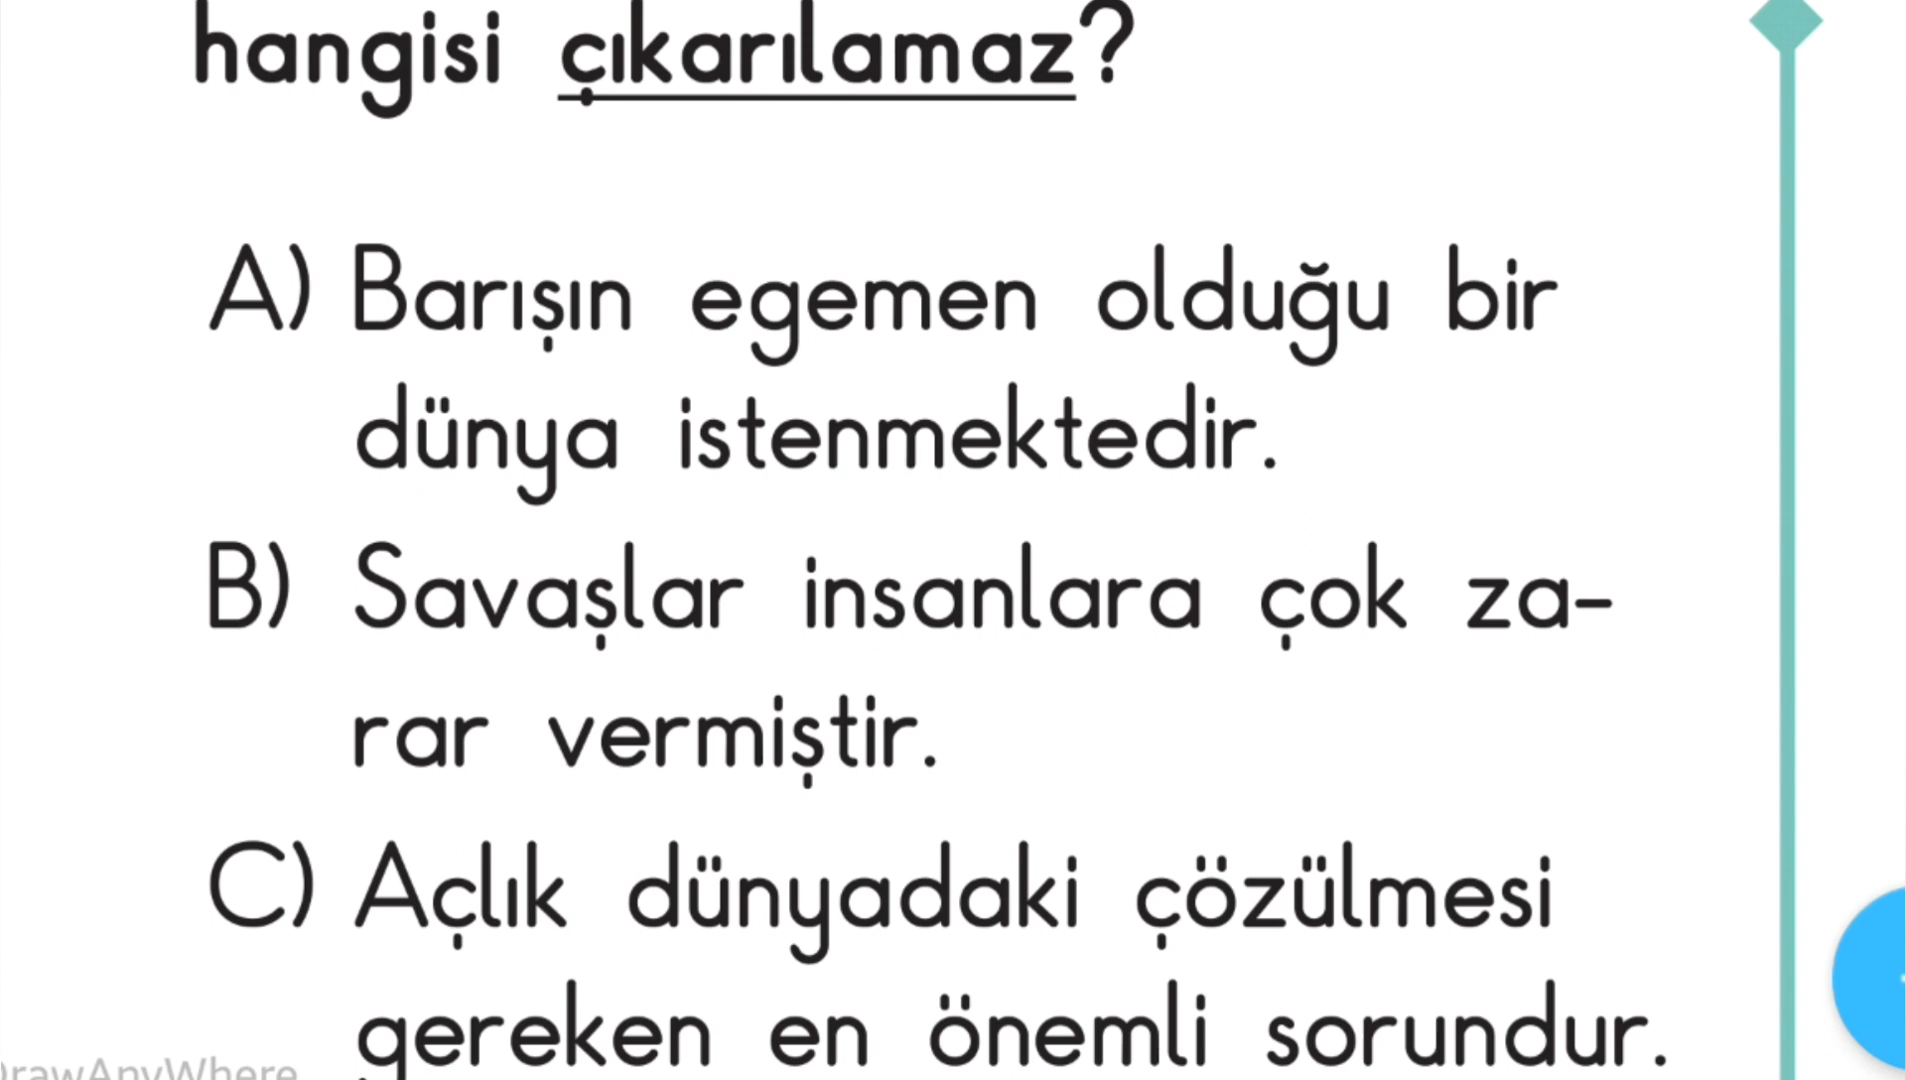 hangisi çıkarılamaz?
A) Barışın egemen olduğu bir
dünya istenmektedir.
B) Savaşlar insanlara çok za-
rar vermiştir.
C) Açlık dünyadaki çözülmesi
gereken en önemli sorundur.
DrawAnyWhere